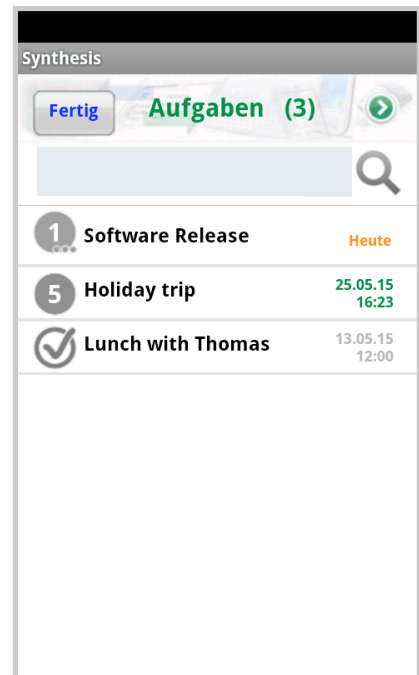 Synthesis
Fertig Aufgaben (3)
1 Software Release Heute
5 Holiday trip 25.05.15
16:23
Lunch with Thomas 13.05.15
12:00